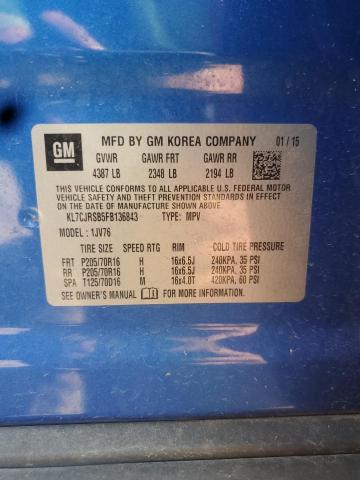 GM
MFD BY GM KOREA COMPANY 01/15
GVWR GAWR FRT GAWR RR
4387 LB 2348 LB 2194 LB
THIS VEHICLE CONFORMS TO ALL APPLICABLE U.S. FEDERAL MOTOR
VEHICLE SAFETY, BUMPER, AND THEFT PREVENTION STANDARDS IN EFFECT
ON THE DATE OF MANUFACTURE SHOWN ABOVE.
KL7CJRSB5FB136843 TYPE: MPV
MODEL: 1JV76
TIRE SIZE SPEED RTG RIM COLD TIRE PRESSURE
FRT P205/70R16 H 16x6.5J 240KPA, 35 PSI
RR P205/70R16 H 16x6.5J 240KPA, 35 PSI
SPA T125/70D16 M 16x4.0T 420KPA, 60 PSI
SEE OWNER'S MANUAL FOR MORE INFORMATION.